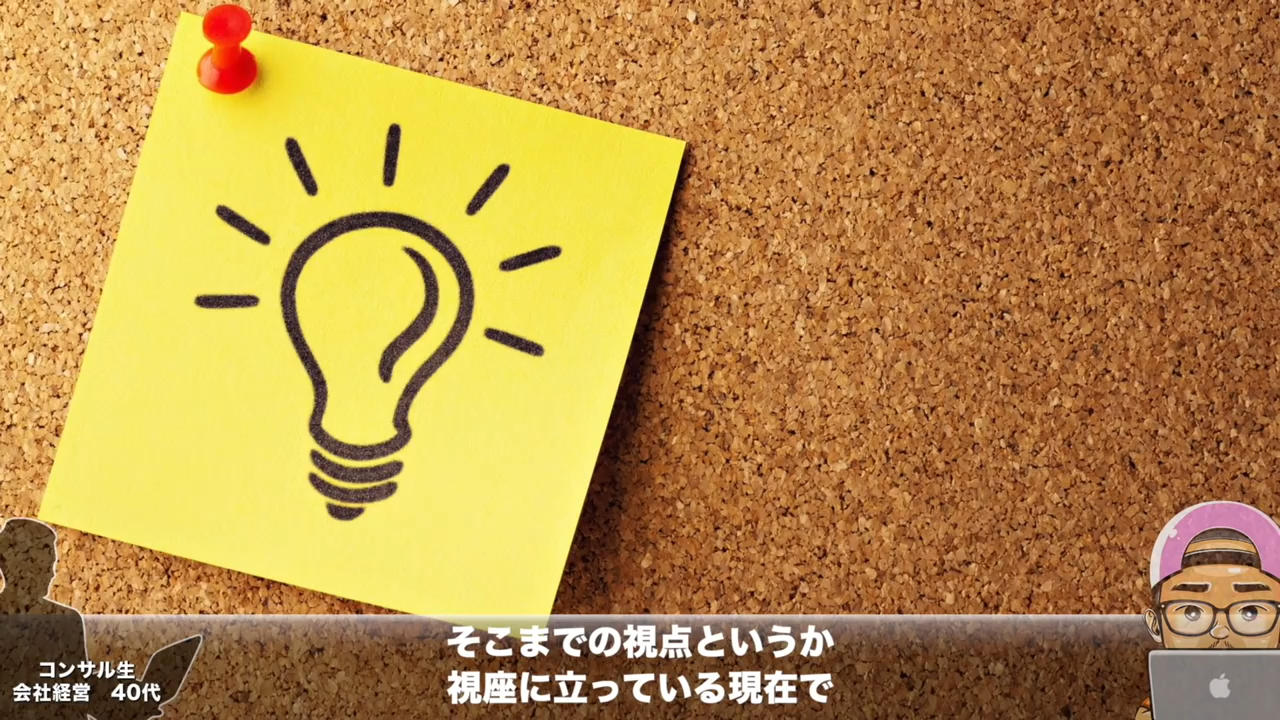 そこまでの視点というか
視座に立っている現在で
コンサル生
会社経営 40代